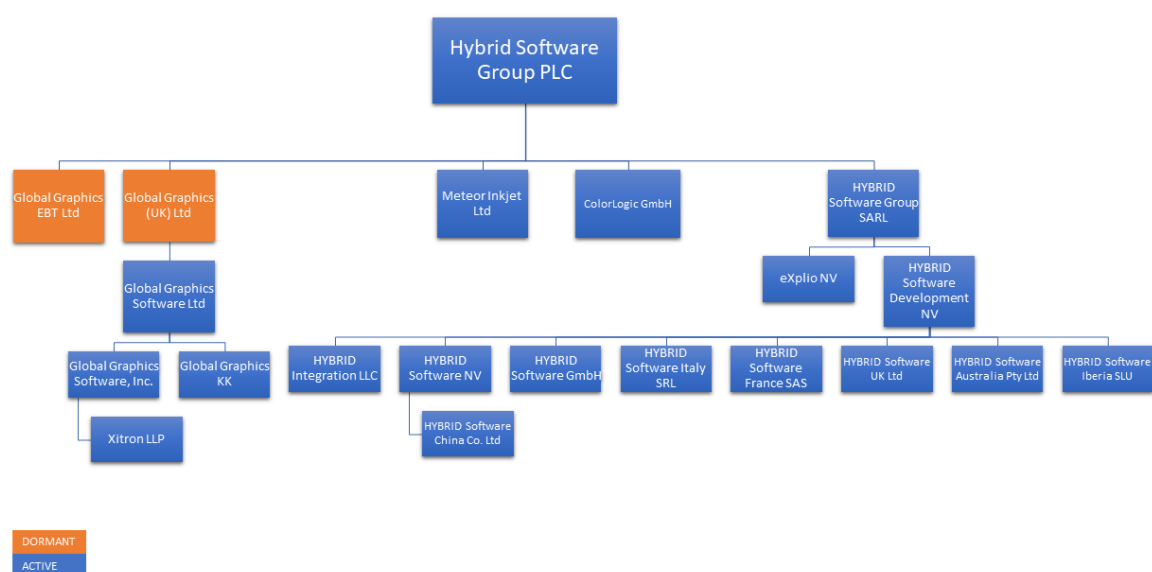 Hybrid Software
Group PLC
Global Graphics
EBT Ltd
Global Graphics
(UK) Ltd
Meteor Inkjet
Ltd
ColorLogic GmbH
HYBRID
Software Group
SARL
Global Graphics
Software Ltd
eXplio NV
HYBRID
Software
Development
NV
Global Graphics
Software, Inc.
Global Graphics
KK
HYBRID
Integration LLC
HYBRID
Software NV
HYBRID
Software GmbH
HYBRID
Software Italy
SRL
HYBRID
Software
France SAS
HYBRID Software
UK Ltd
HYBRID Software
Australia Pty Ltd
HYBRID Software
Iberia SLU
Xitron LLP
HYBRID Software
China Co. Ltd
DORMANT
ACTIVE